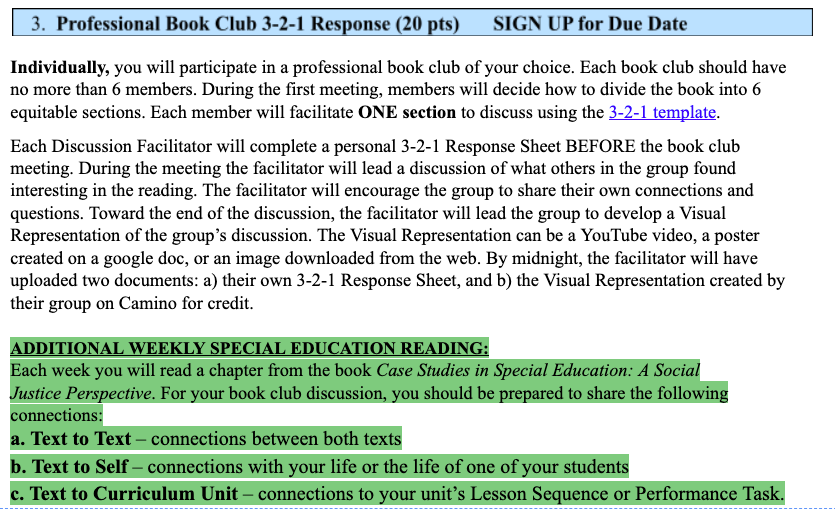 3. Professional Book Club 3-2-1 Response (20 pts) SIGN UP for Due Date
Individually, you will participate in a professional book club of your choice. Each book club should have
no more than 6 members. During the first meeting, members will decide how to divide the book into 6
equitable sections. Each member will facilitate ONE section to discuss using the 3-2-1 template.
Each Discussion Facilitator will complete a personal 3-2-1 Response Sheet BEFORE the book club
meeting. During the meeting the facilitator will lead a discussion of what others in the group found
interesting in the reading. The facilitator will encourage the group to share their own connections and
questions. Toward the end of the discussion, the facilitator will lead the group to develop a Visual
Representation of the group’s discussion. The Visual Representation can be a YouTube video, a poster
created on a google doc, or an image downloaded from the web. By midnight, the facilitator will have
uploaded two documents: a) their own 3-2-1 Response Sheet, and b) the Visual Representation created by
their group on Camino for credit.
ADDITIONAL WEEKLY SPECIAL EDUCATION READING:
Each week you will read a chapter from the book Case Studies in Special Education: A Social
Justice Perspective. For your book club discussion, you should be prepared to share the following
connections:
a. Text to Text – connections between both texts
b. Text to Self – connections with your life or the life of one of your students
c. Text to Curriculum Unit – connections to your unit’s Lesson Sequence or Performance Task.